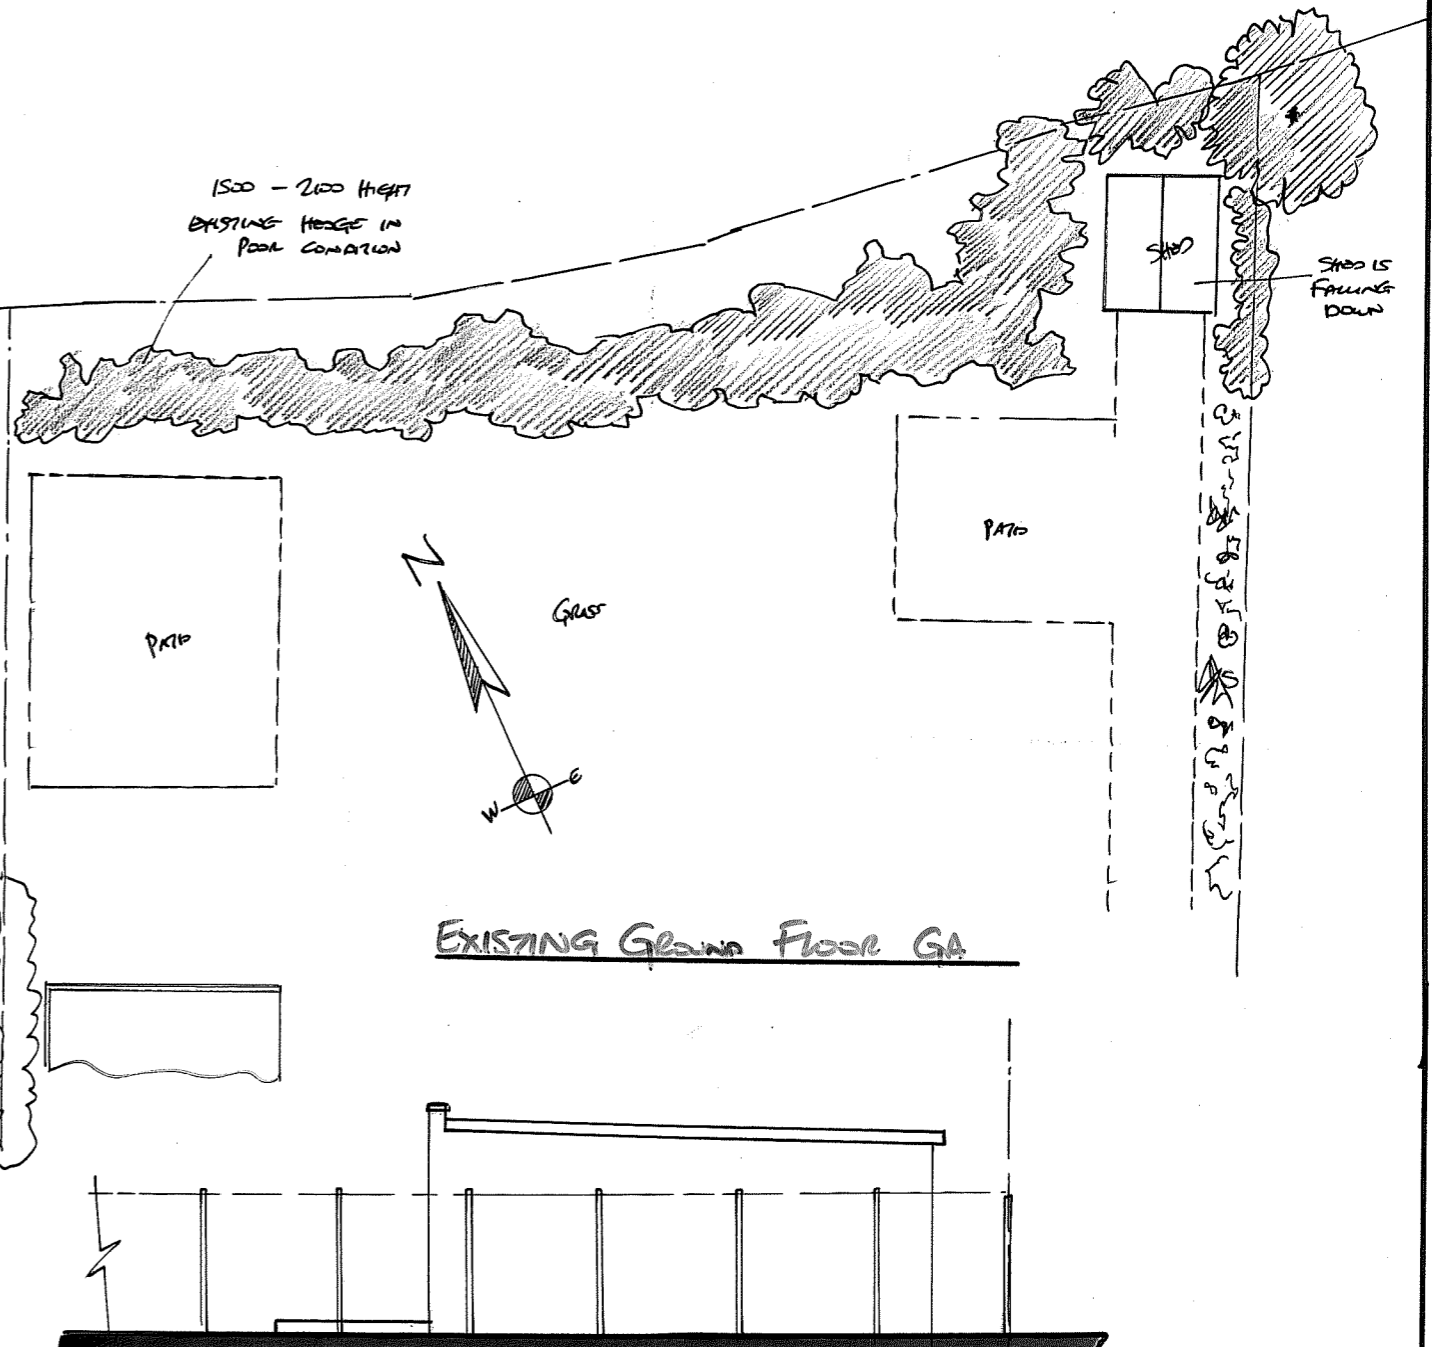 1500 - 2100 HIGH
EXISTING HEDGE IN
POOR CONDITION
SHED
SHED IS
FALLING
DOWN
PATIO
N
GRASS
PATIO
W E
EXISTING GROUND FLOOR GA